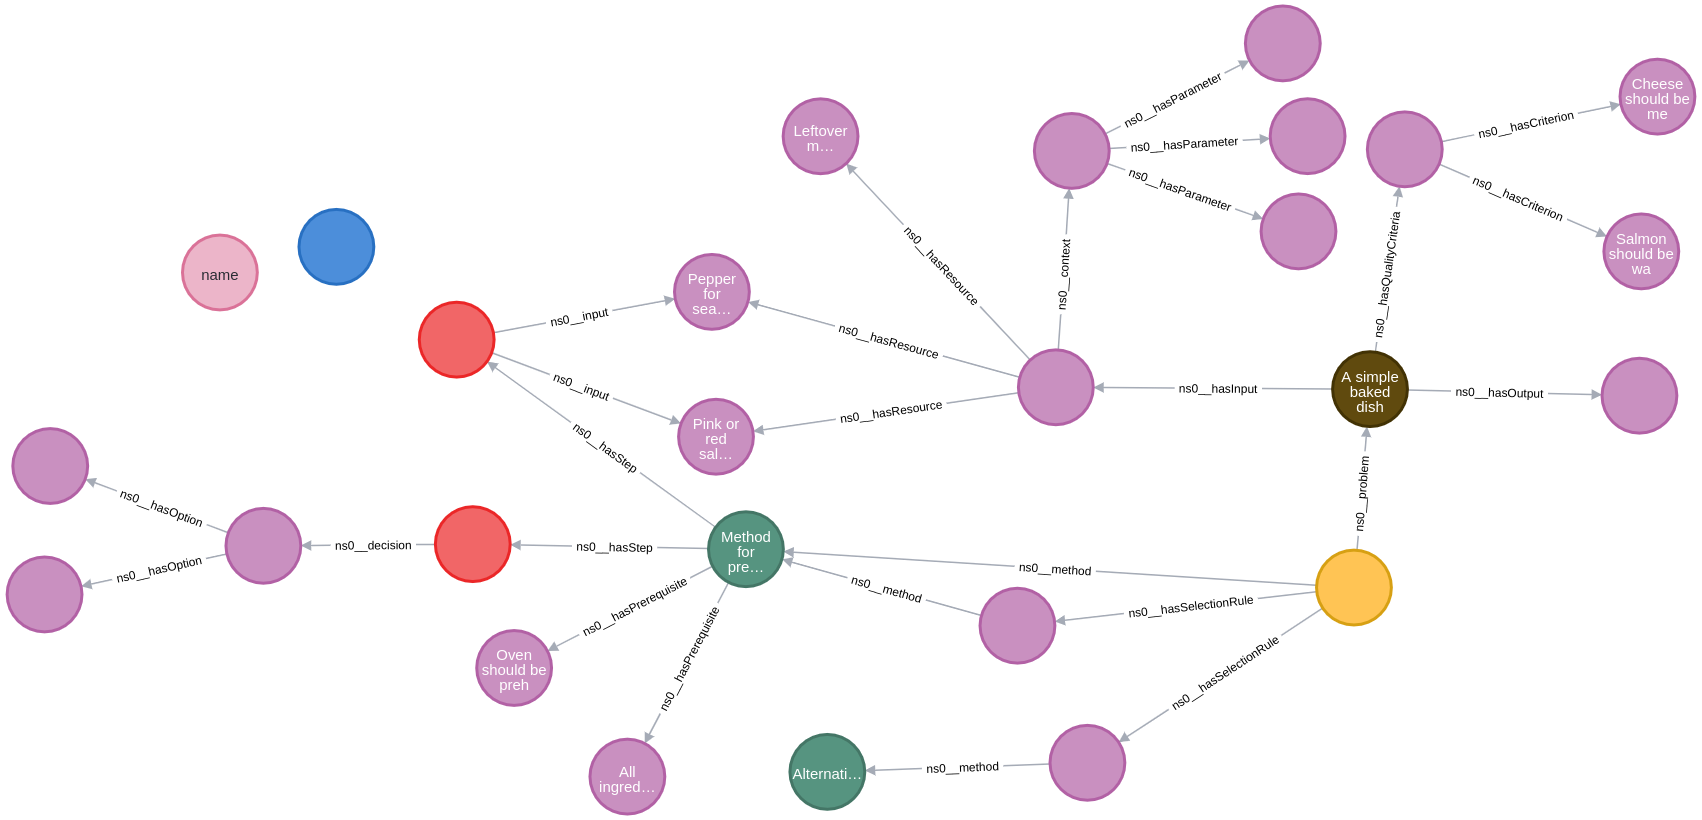 Cheese
should be
me
ns0__hasParameter
ns0__hasCriterion
Leftover
m…
ns0__hasParameter
ns0__hasParameter
ns0__hasCriterion
Salmon
should be
wa
name
ns0__hasResource
ns0__context
ns0__hasQualityCriteria
Pepper
for
sea…
ns0__input
ns0__hasResource
ns0__input
ns0__hasInput
A simple
baked
dish
ns0__hasOutput
ns0__hasResource
Pink or
red
sal…
ns0__hasStep
ns0__problem
ns0__hasOption
ns0__decision
ns0__hasStep
Method
for
pre…
ns0__method
ns0__hasOption
ns0__method
ns0__hasSelectionRule
ns0__hasPrerequisite
ns0__hasPrerequisite
Oven
should be
preh
ns0__hasSelectionRule
All
ingred…
Alternati…
ns0__method